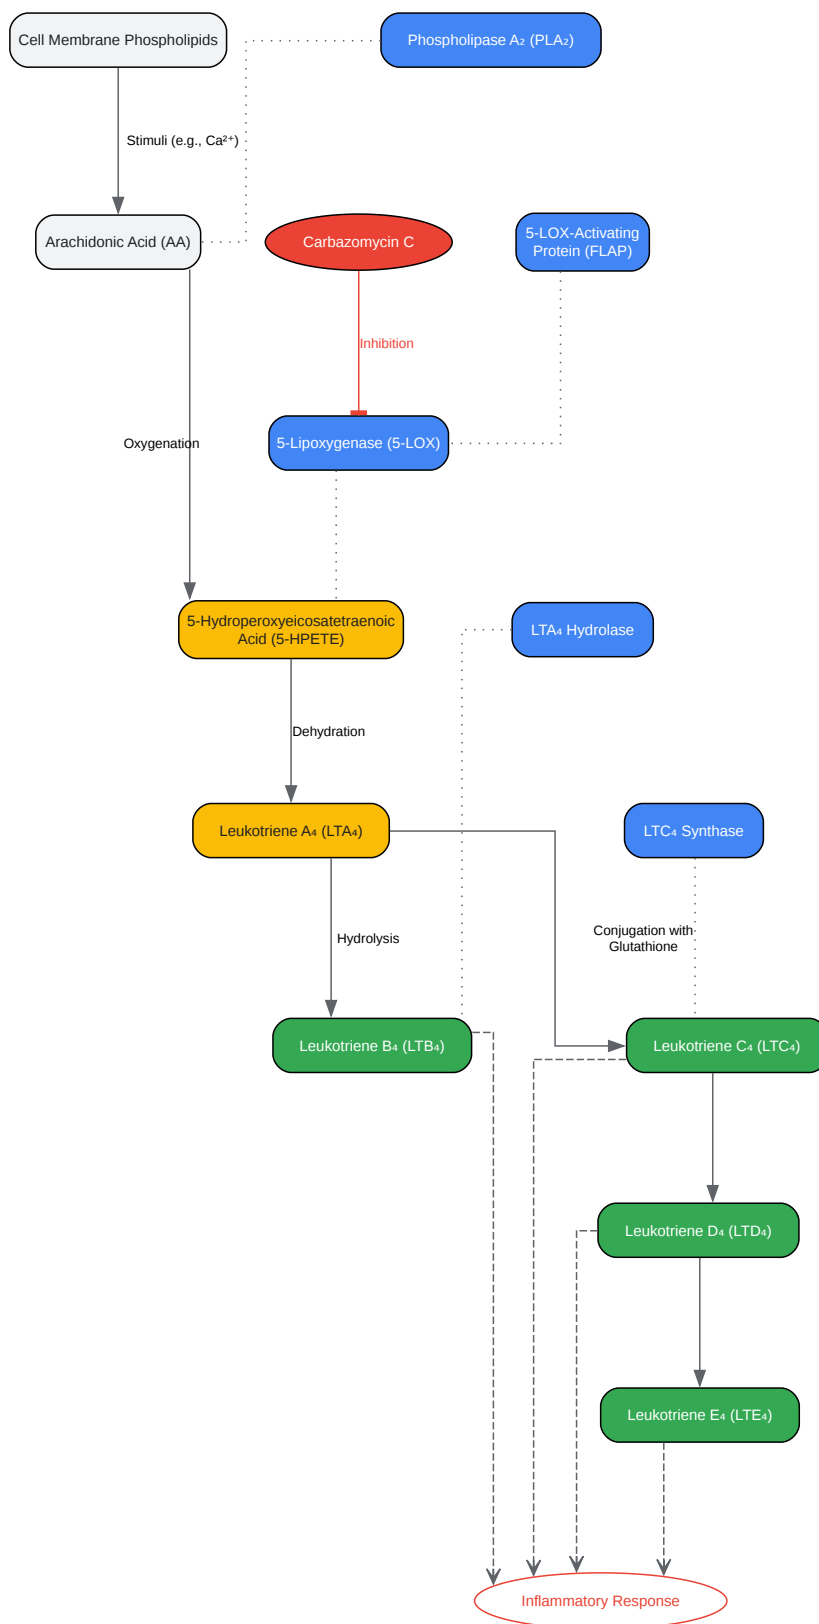 Cell Membrane Phospholipids
Phospholipase A₂ (PLA₂)
Stimuli (e.g., Ca²⁺)
Arachidonic Acid (AA)
Carbazomycin C
5-LOX-Activating
Protein (FLAP)
Inhibition
Oxygenation
5-Lipoxygenase (5-LOX)
5-Hydroperoxyeicosatetraenoic
Acid (5-HPETE)
LTA₄ Hydrolase
Dehydration
Leukotriene A₄ (LTA₄)
LTC₄ Synthase
Hydrolysis
Conjugation with
Glutathione
Leukotriene B₄ (LTB₄)
Leukotriene C₄ (LTC₄)
Leukotriene D₄ (LTD₄)
Leukotriene E₄ (LTE₄)
Inflammatory Response